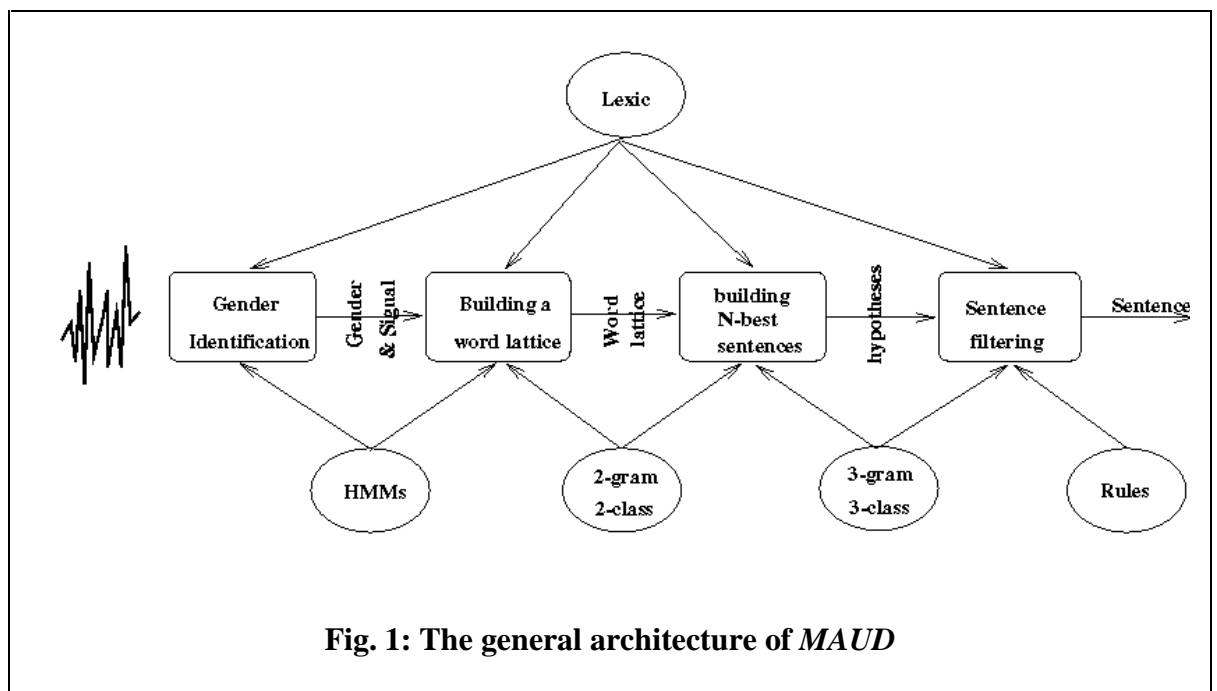 Lexic
Gender
Identification
Gender
& Signal
Building a
word lattice
Word
lattice
building
N-best
sentences
hypotheses
Sentence
filtering
Sentence
HMMs
2-gram
2-class
3-gram
3-class
Rules
Fig. 1: The general architecture of MAUD